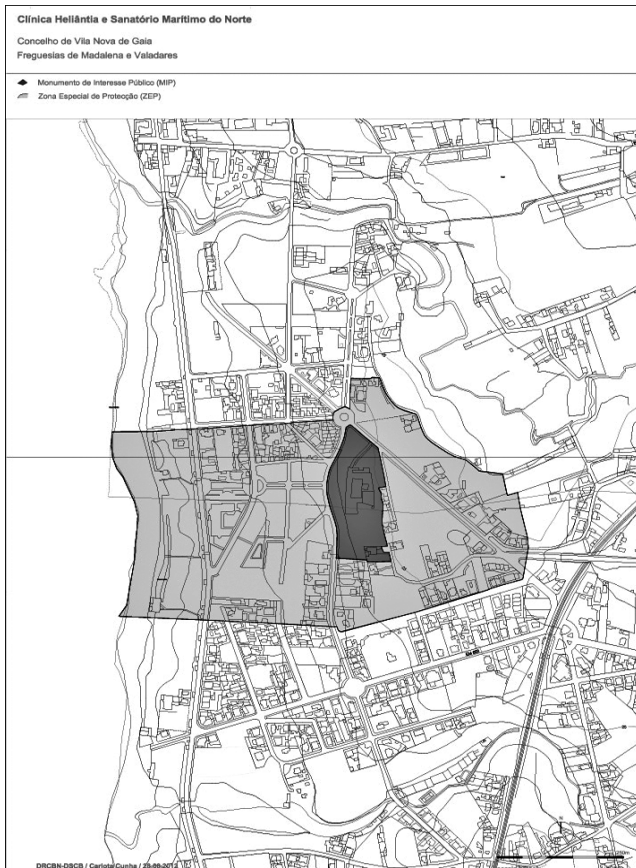 Clínica Heliântia e Sanatório Marítimo do Norte
Concelho de Vila Nova de Gaia
Freguesias de Madalena e Valadares
Monumento de Interesse Público (MIP)
Zona Especial de Protecção (ZEP)
DRCBN-DSCB / Carlota Cunha /